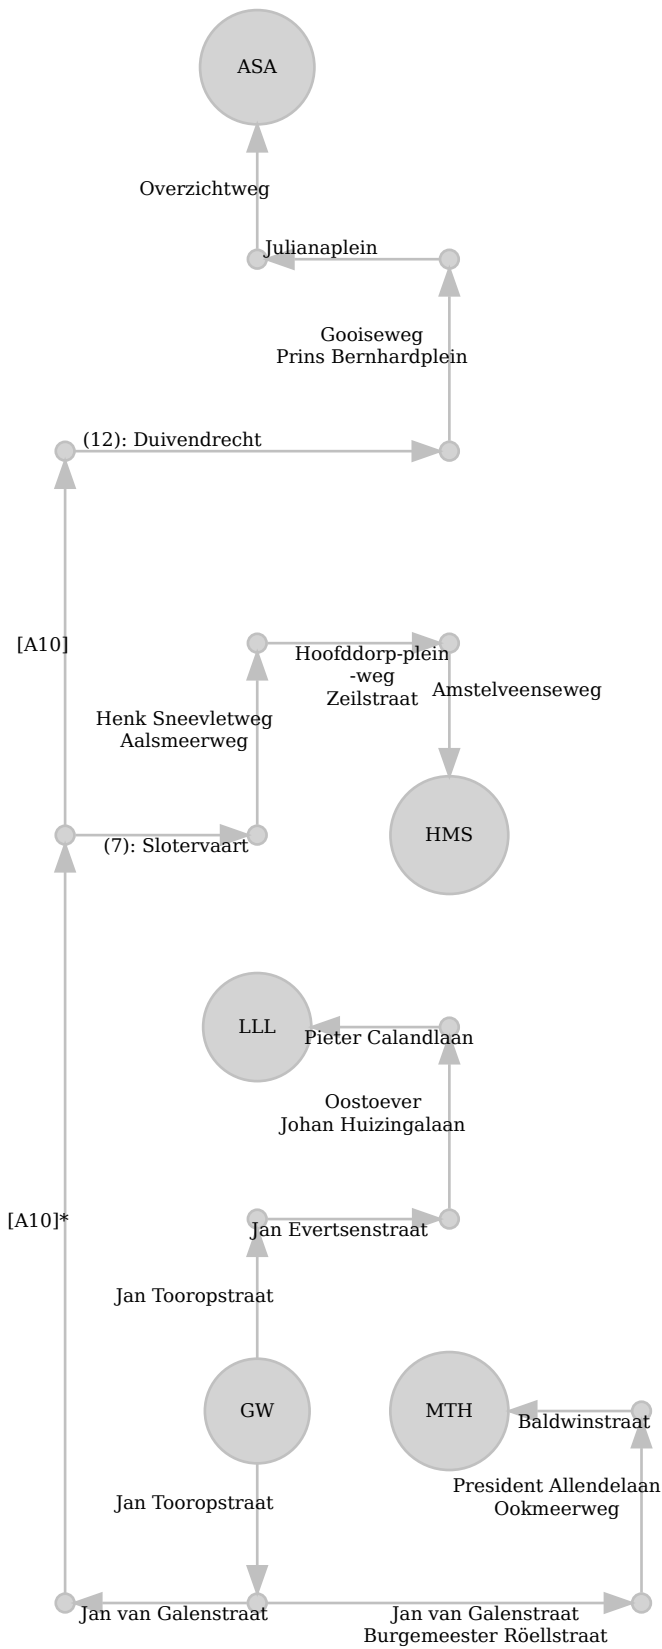 ASA
Overzichtweg
Julianaplein
Gooiseweg
Prins Bernhardplein
(12): Duivendrecht
[A10]
Hoofddorp-plein
-weg
Zeilstraat
Amstelveenseweg
Henk Sneevletweg
Aalsmeerweg
HMS
(7): Slotervaart
LLL
Pieter Calandlaan
Oostoever
Johan Huizingalaan
[A10]*
Jan Evertsenstraat
Jan Tooropstraat
GW
MTH
Baldwinstraat
Jan Tooropstraat
President Allendelaan
Ookmeerweg
Jan van Galenstraat
Jan van Galenstraat
Burgemeester Röellstraat